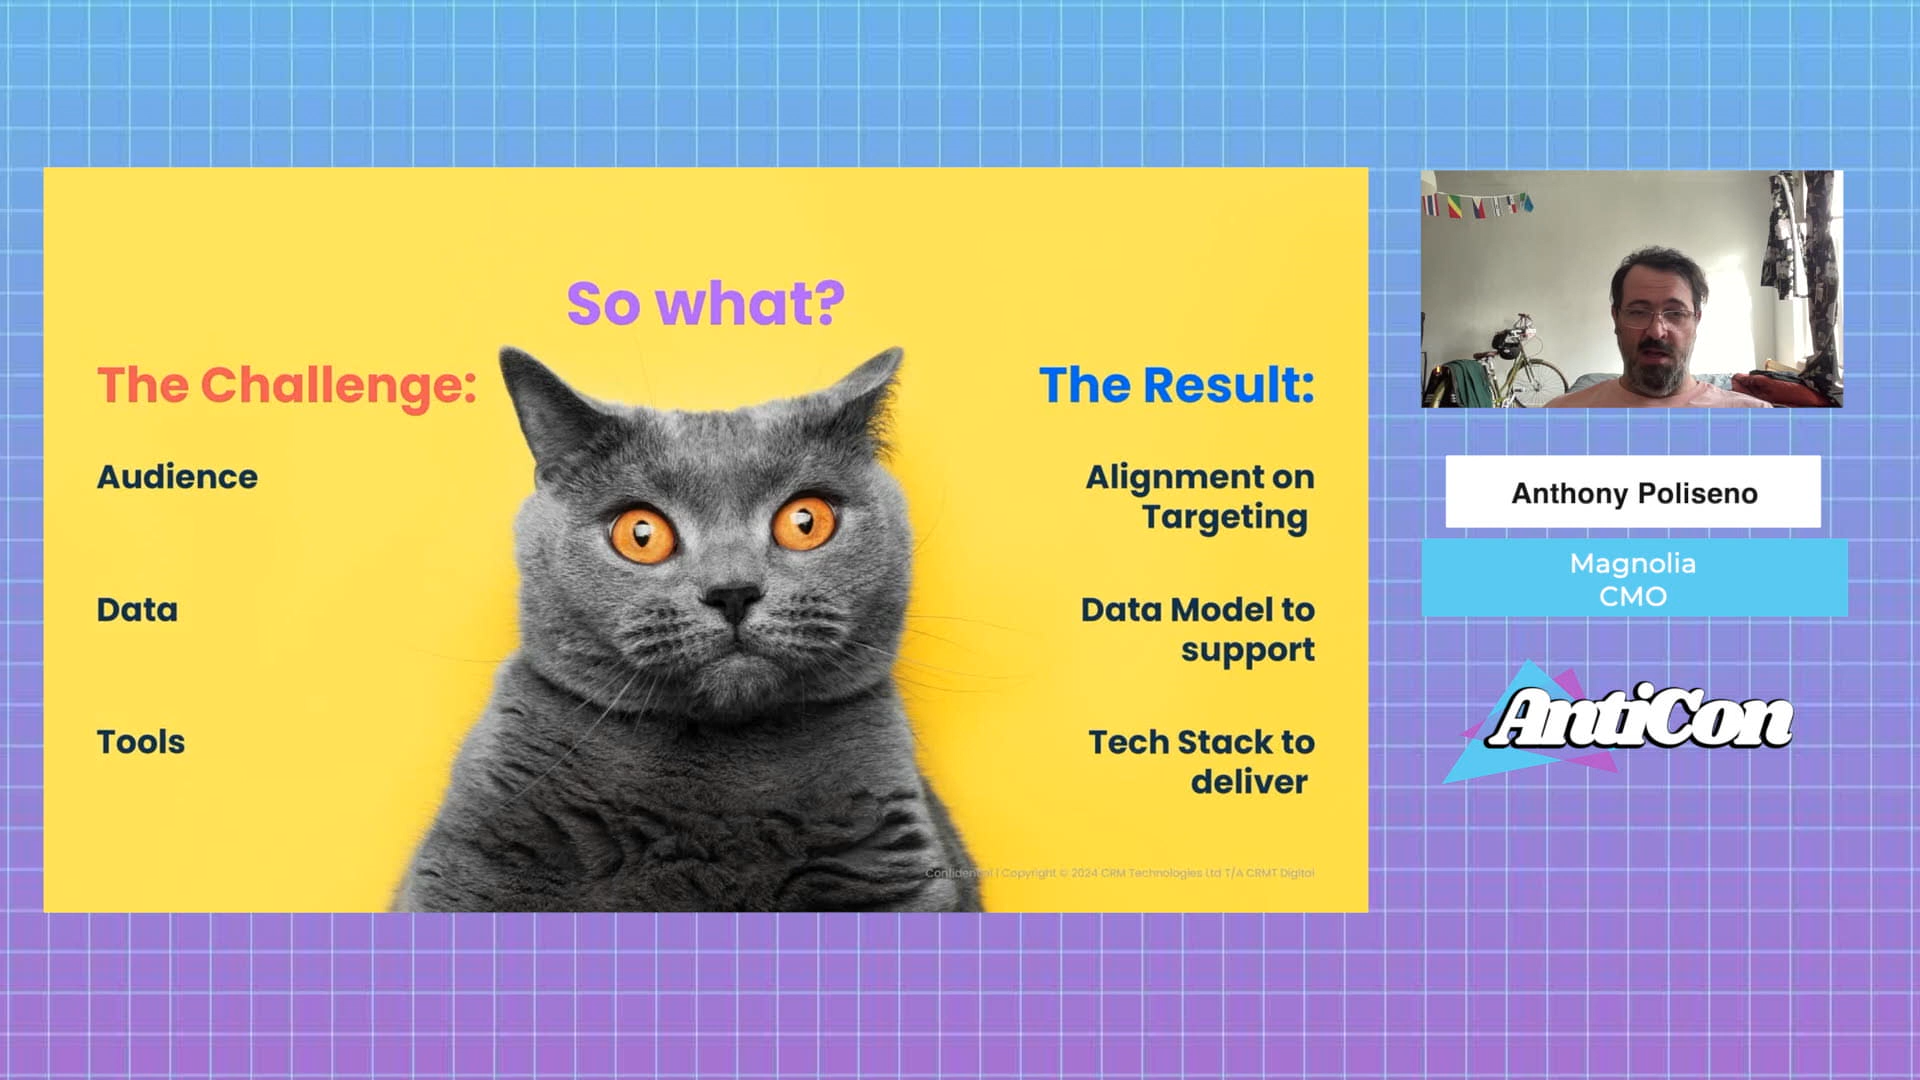 So what?
The Challenge:
Audience
Data
Tools
The Result:
Alignment on
Targeting
Data Model to
support
Tech Stack to
deliver
Confidential | Copyright © 2024 CRM Technologies Ltd T/A CRMT Digital
Anthony Poliseno
Magnolia
CMO
AntiCon